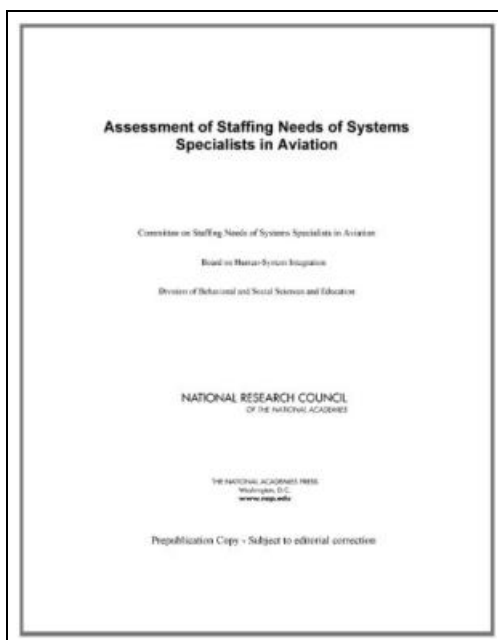 Assessment of Staffing Needs of Systems
Specialists in Aviation
Committee on Staffing Needs of Systems Specialists in Aviation
Board on Human-System Integration
Division of Behavioral and Social Sciences and Education
NATIONAL RESEARCH COUNCIL
OF THE NATIONAL ACADEMIES
THE NATIONAL ACADEMIES PRESS
Washington, D.C.
www.nap.edu
Prepublication Copy - Subject to editorial correction